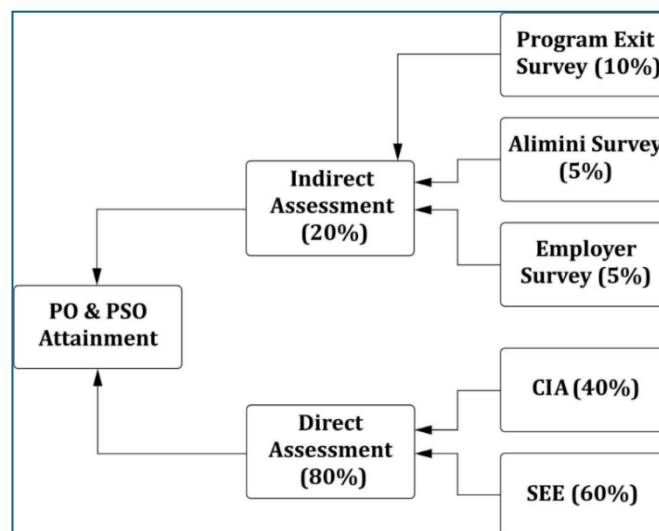 Program Exit
Survey (10%)
Alimini Survey
(5%)
Indirect
Assessment
(20%)
Employer
Survey (5%)
PO & PSO
Attainment
CIA (40%)
Direct
Assessment
(80%)
SEE (60%)